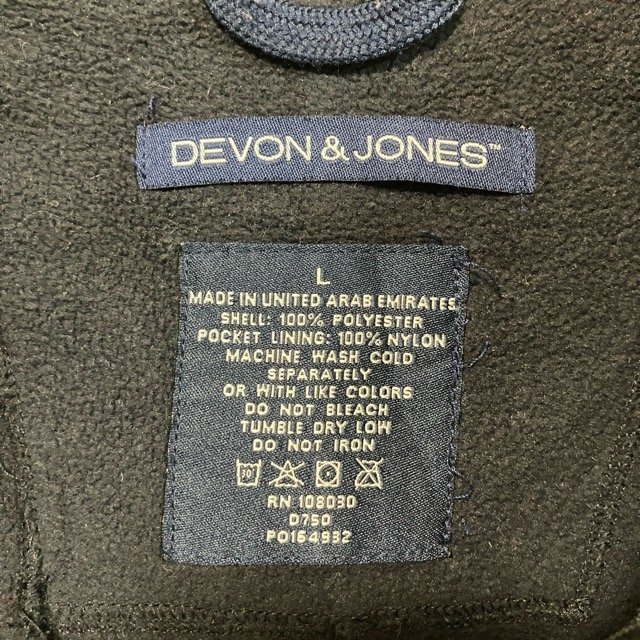 DEVON & JONES™
L
MADE IN UNITED ARAB EMIRATES
SHELL: 100% POLYESTER
POCKET LINING: 100% NYLON
MACHINE WASH COLD
SEPARATELY
OR WITH LIKE COLORS
DO NOT BLEACH
TUMBLE DRY LOW
DO NOT IRON
30°
RN 108030
D750
PO164932